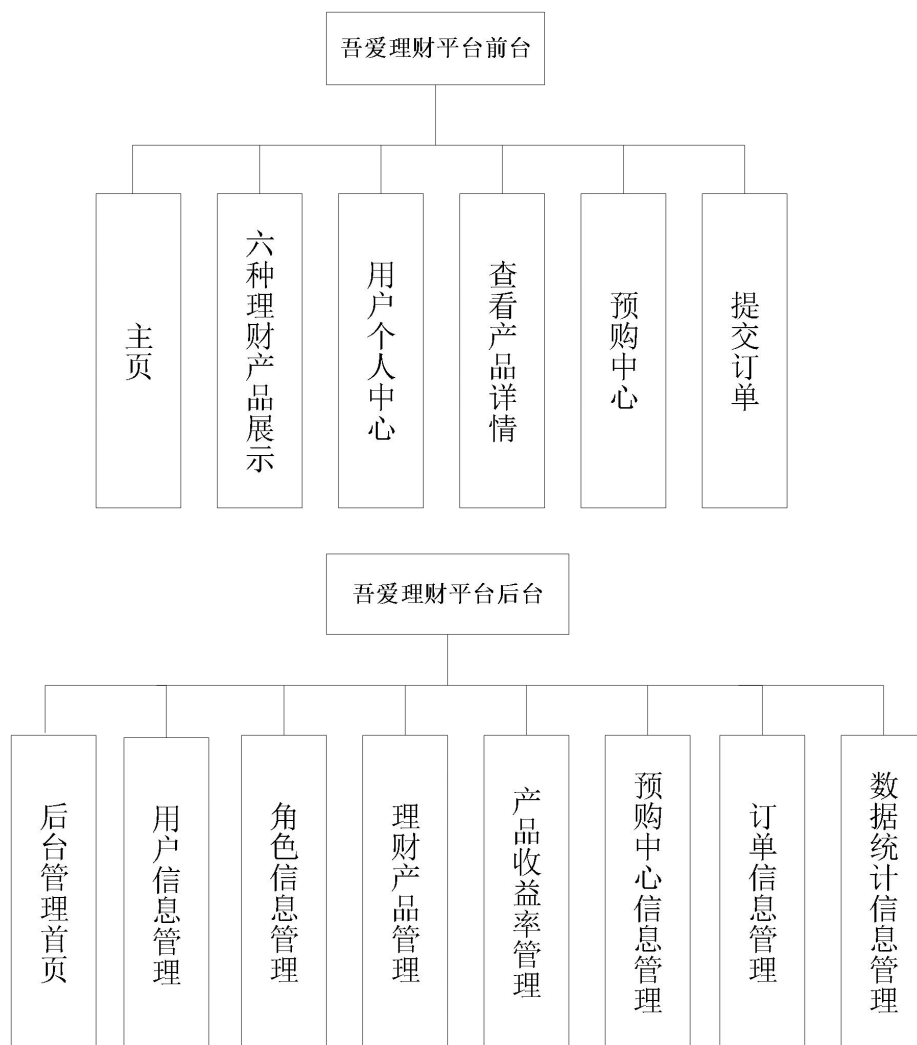 吾爱理财平台前台
主页
六种理财产品展示
用户个人中心
查看产品详情
预购中心
提交订单
吾爱理财平台后台
后台管理首页
用户信息管理
角色信息管理
理财产品管理
产品收益率管理
预购中心信息管理
订单信息管理
数据统计信息管理